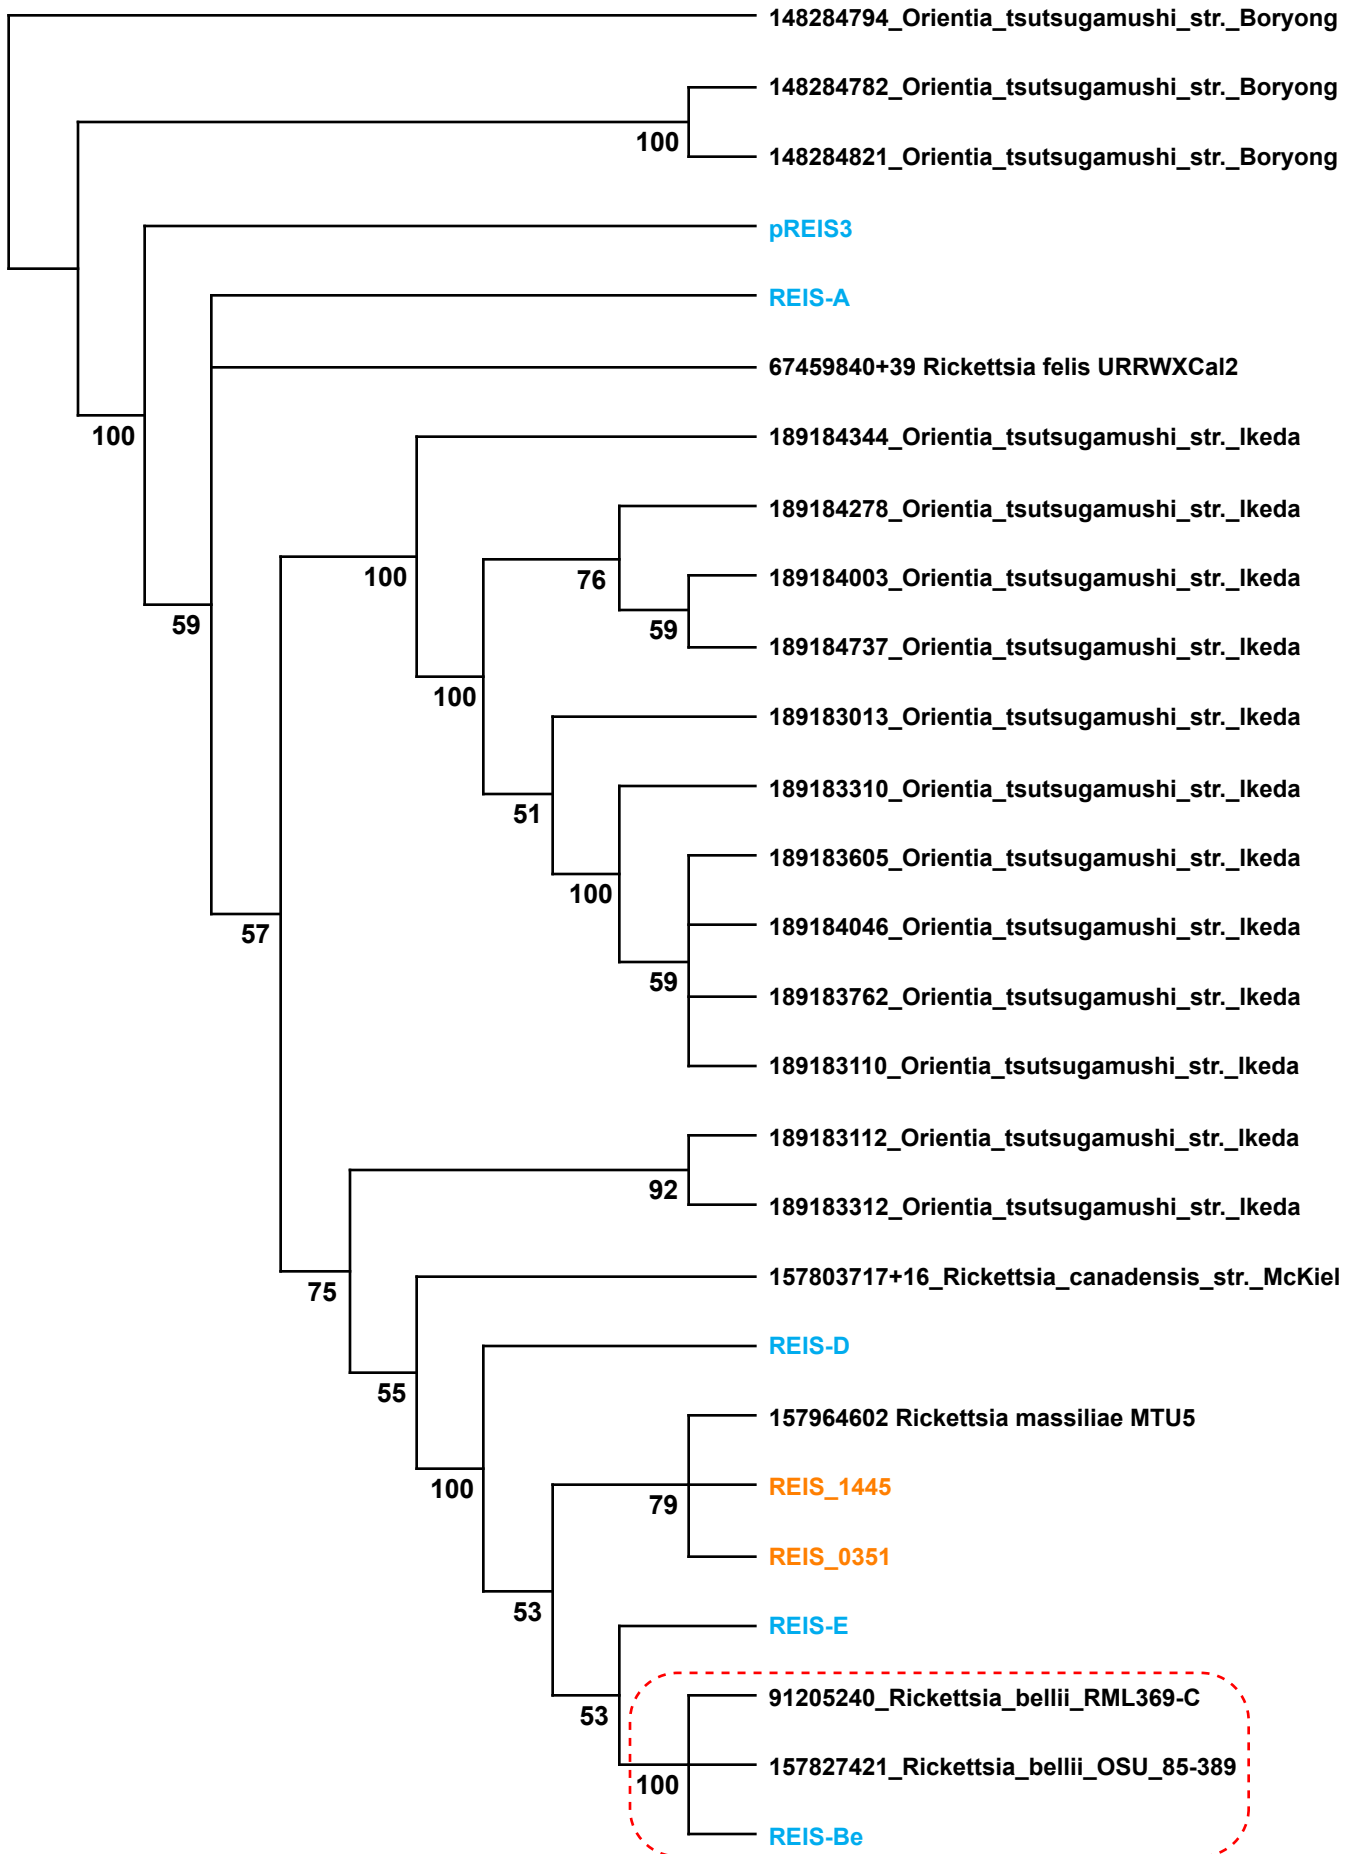 148284794_Orientia_tsutsugamushi_str._Boryong
148284782_Orientia_tsutsugamushi_str._Boryong
100
148284821_Orientia_tsutsugamushi_str._Boryong
pREIS3
REIS-A
67459840+39 Rickettsia felis URRWXCal2
100
189184344_Orientia_tsutsugamushi_str._Ikeda
189184278_Orientia_tsutsugamushi_str._Ikeda
100
76
189184003_Orientia_tsutsugamushi_str._Ikeda
59
59
189184737_Orientia_tsutsugamushi_str._Ikeda
100
189183013_Orientia_tsutsugamushi_str._Ikeda
189183310_Orientia_tsutsugamushi_str._Ikeda
51
189183605_Orientia_tsutsugamushi_str._Ikeda
100
189184046_Orientia_tsutsugamushi_str._Ikeda
57
59
189183762_Orientia_tsutsugamushi_str._Ikeda
189183110_Orientia_tsutsugamushi_str._Ikeda
189183112_Orientia_tsutsugamushi_str._Ikeda
92
189183312_Orientia_tsutsugamushi_str._Ikeda
157803717+16_Rickettsia_canadensis_str._McKiel
75
REIS-D
55
157964602 Rickettsia massiliae MTU5
100
REIS_1445
79
REIS_0351
53
REIS-E
91205240_Rickettsia_bellii_RML369-C
53
157827421_Rickettsia_bellii_OSU_85-389
100
REIS-Be